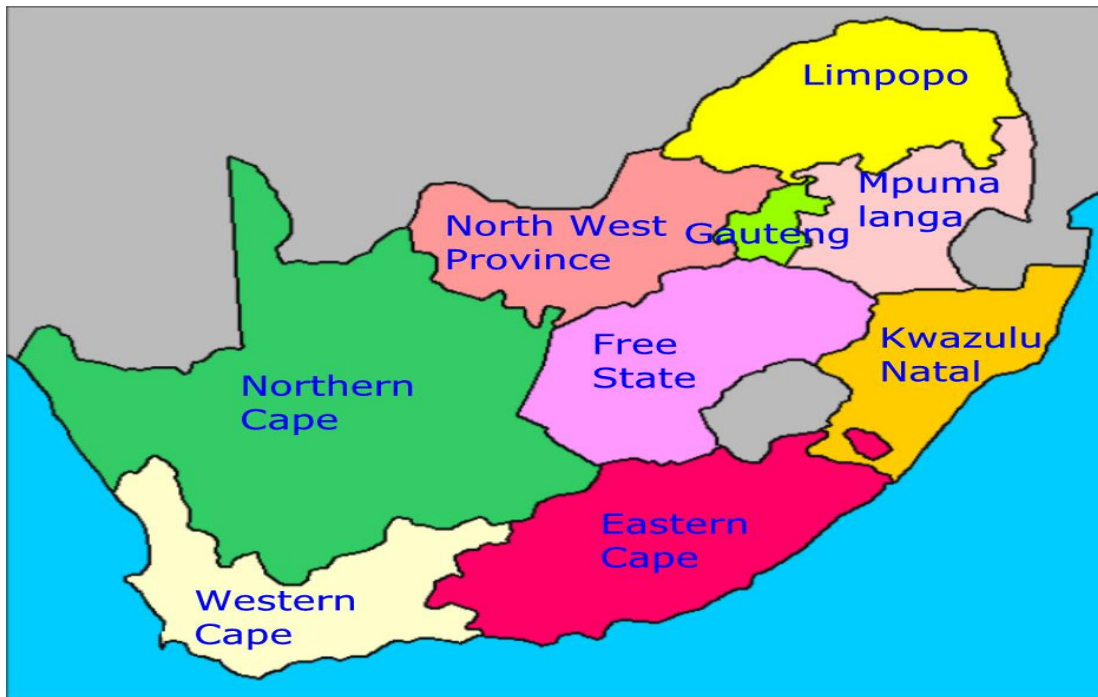 Limpopo
Mpuma
langa
North West
Province
Gauteng
Free
State
Kwazulu
Natal
Northern
Cape
Eastern
Cape
Western
Cape